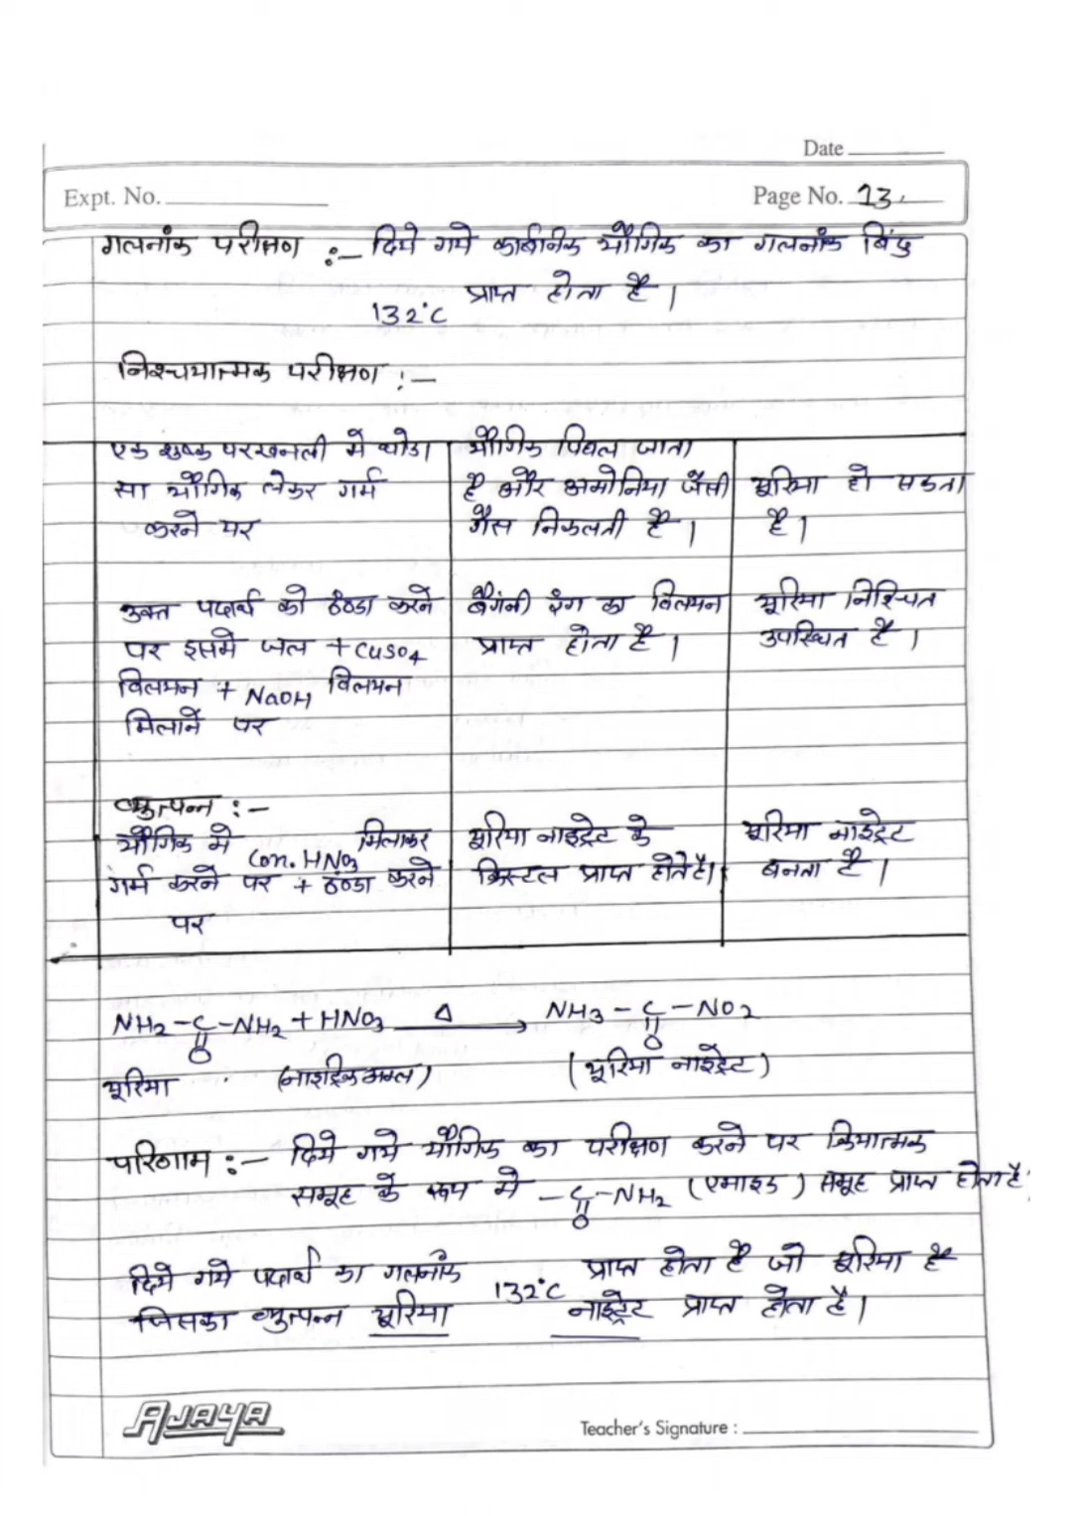 Date
Expt. No.
Page No. 13.
गलनांक परीक्षण :- दिये गये कार्बनिक यौगिक का गलनांक बिंदु
132°C प्राप्त होता है।
निश्चयात्मक परीक्षण :-
एक शुष्क परखनली में थोडा
सा यौगिक लेकर गर्म
करने पर
यौगिक पिघल जाता
है और अमोनिया जैसी
गैस निकलती है।
यूरिया हो सकता
है।
उक्त पदार्थ को ठण्डा करने
पर इसमे जल + CuSO4
विलयन + NaOH विलयन
मिलाने पर
बैंगनी रंग का विलयन
प्राप्त होता है।
यूरिया निश्चित
उपस्थित है।
व्युत्पन्न :-
यौगिक मे Con. HNO3 मिलाकर
गर्म करने पर + ठण्डा करने
पर
यूरिया नाइट्रेट के
क्रिस्टल प्राप्त होते है।
यूरिया नाइट्रेट
बनता है।
NH2-C-NH2 + HNO3 Δ→ NH3-C-NO2
|| ||
O O
यूरिया (नाइट्रिक अम्ल) (यूरिया नाइट्रेट)
परिणाम :- दिये गये यौगिक का परीक्षण करने पर क्रियात्मक
समूह के रूप मे -C-NH2 (एमाइड) समूह प्राप्त होता है
||
O
दिये गये पदार्थ का गलनांक 132°C प्राप्त होता है जो यूरिया है
जिसका व्युत्पन्न यूरिया नाइट्रेट प्राप्त होता है।
AJAYA
Teacher's Signature :